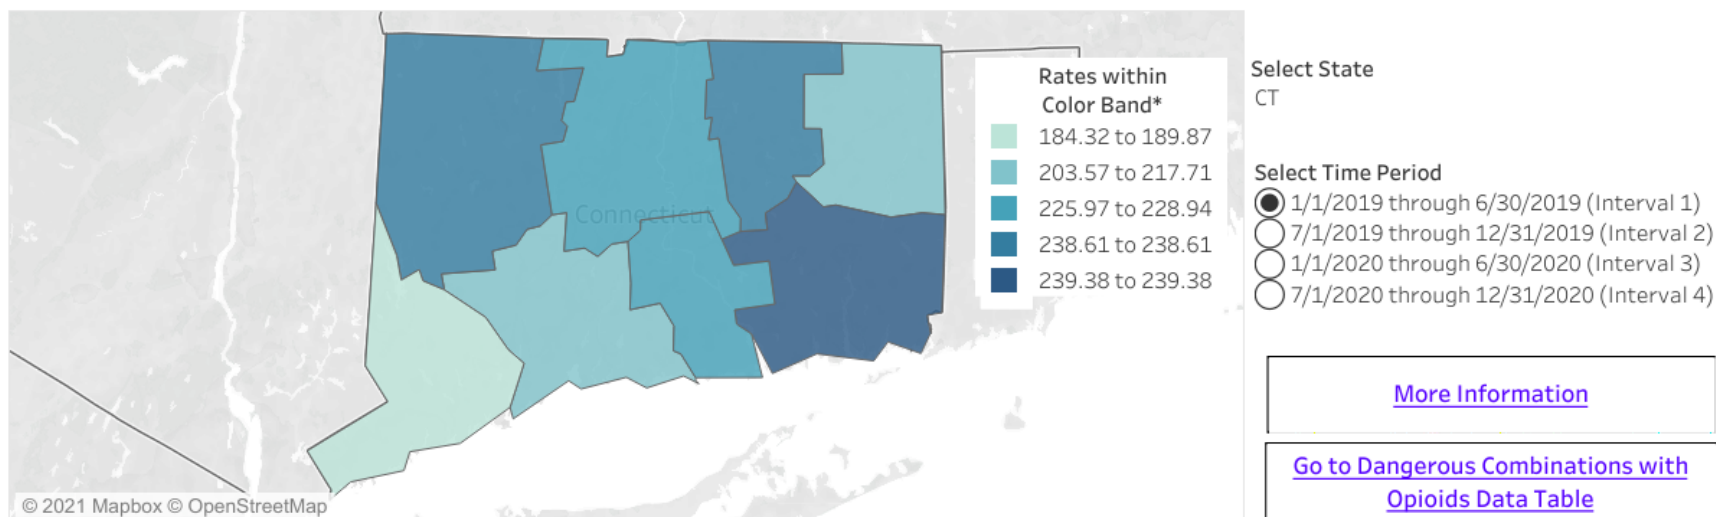 Connecticut
Rates within
Color Band*
184.32 to 189.87
203.57 to 217.71
225.97 to 228.94
238.61 to 238.61
239.38 to 239.38
© 2021 Mapbox © OpenStreetMap
Select State
CT
Select Time Period
1/1/2019 through 6/30/2019 (Interval 1)
7/1/2019 through 12/31/2019 (Interval 2)
1/1/2020 through 6/30/2020 (Interval 3)
7/1/2020 through 12/31/2020 (Interval 4)
More Information
Go to Dangerous Combinations with
Opioids Data Table